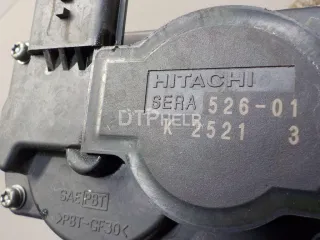 HITACHI
SERA 526-01
DTPHELP
K 2521 3
SAE PBT
>PBT-GF30<